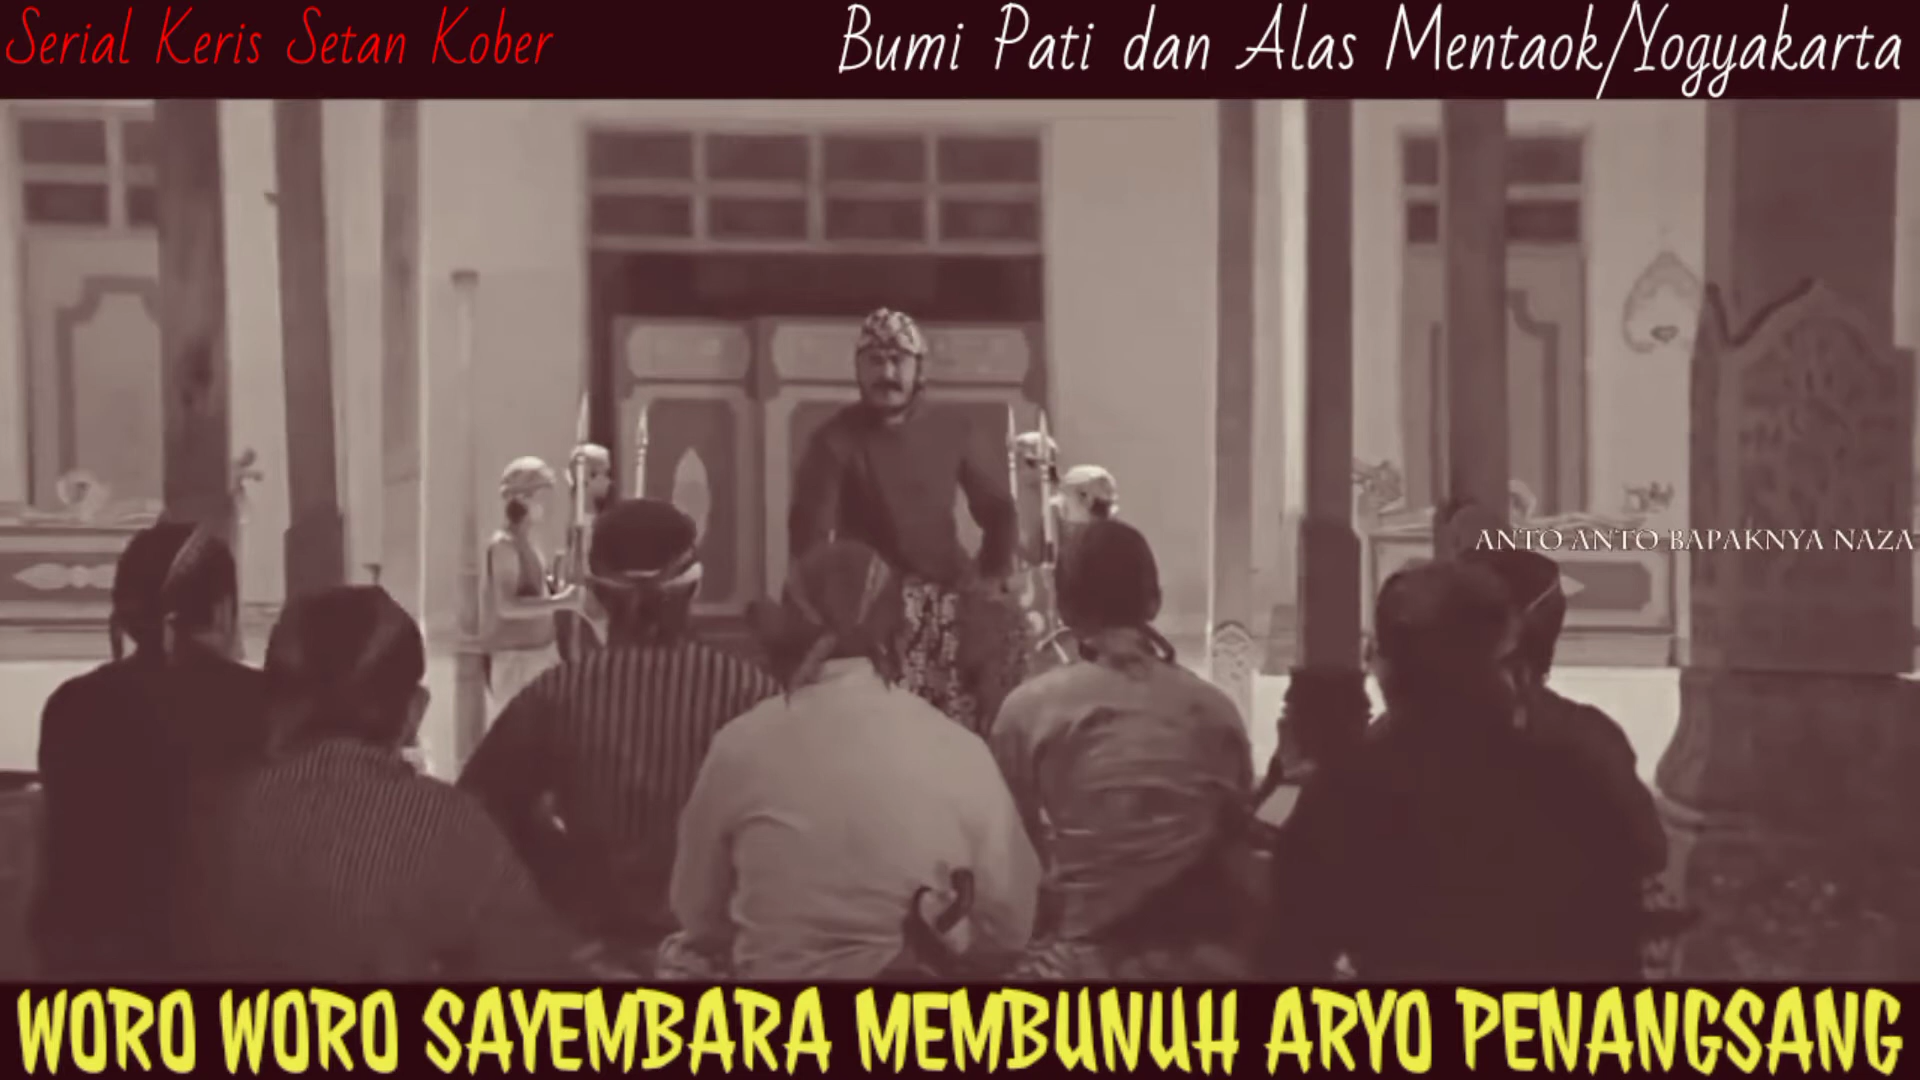 Serial Keris Setan Kober
Bumi Pati dan Alas Mentaok/Yogyakarta
ANTO ANTO BAPAKNYA NAZA
WORO WORO SAYEMBARA MEMBUNUH ARYO PENANGSANG